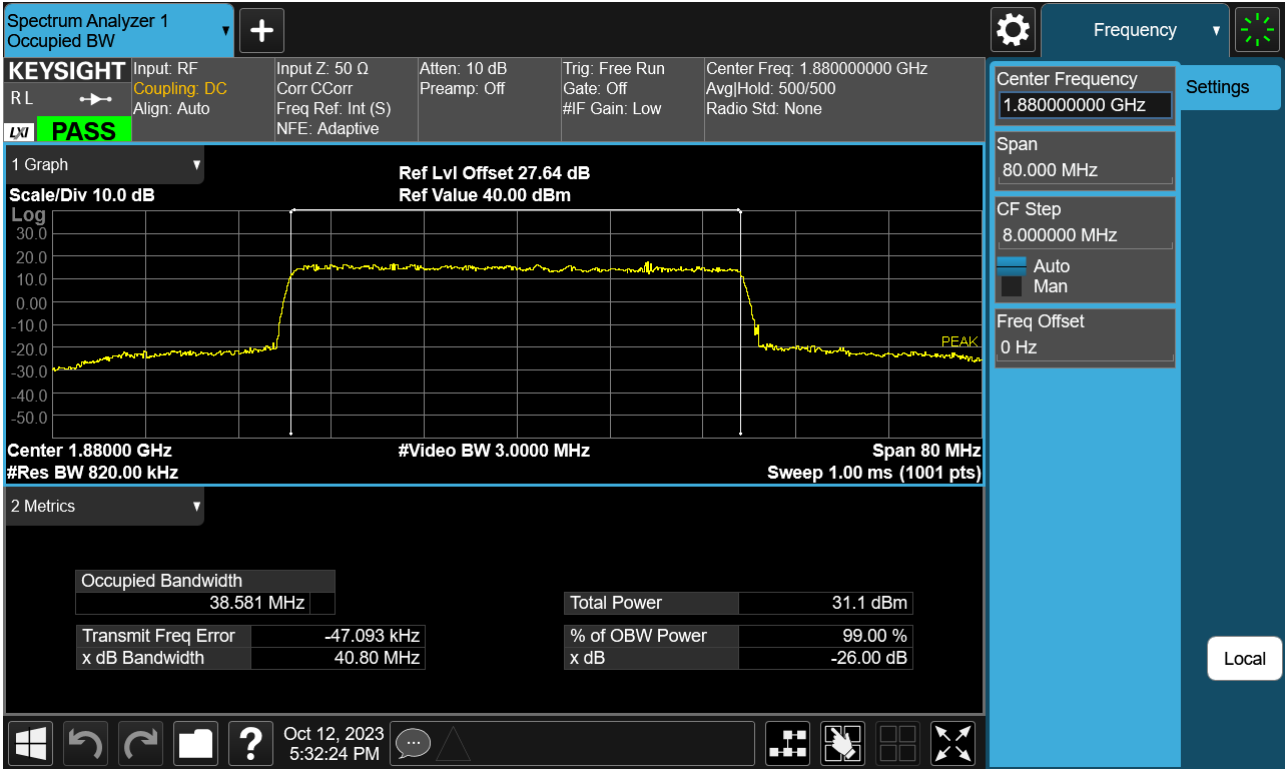 Spectrum Analyzer 1
Occupied BW
Frequency
KEYSIGHT
R L
LXI
PASS
Input: RF
Coupling: DC
Align: Auto
Input Z: 50 Ω
Corr CCorr
Freq Ref: Int (S)
NFE: Adaptive
Atten: 10 dB
Preamp: Off
Trig: Free Run
Gate: Off
#IF Gain: Low
Center Freq: 1.880000000 GHz
Avg|Hold: 500/500
Radio Std: None
1 Graph
Scale/Div 10.0 dB
Ref Lvl Offset 27.64 dB
Ref Value 40.00 dBm
Log
30.0
20.0
10.0
0.00
-10.0
-20.0
-30.0
-40.0
-50.0
PEAK
Center 1.88000 GHz
#Video BW 3.0000 MHz
Span 80 MHz
#Res BW 820.00 kHz
Sweep 1.00 ms (1001 pts)
2 Metrics
Occupied Bandwidth
38.581 MHz
Total Power 31.1 dBm
Transmit Freq Error -47.093 kHz
% of OBW Power 99.00 %
x dB Bandwidth 40.80 MHz
x dB -26.00 dB
Center Frequency
1.880000000 GHz
Span
80.000 MHz
CF Step
8.000000 MHz
Auto
Man
Freq Offset
0 Hz
Settings
Local
?
Oct 12, 2023
5:32:24 PM